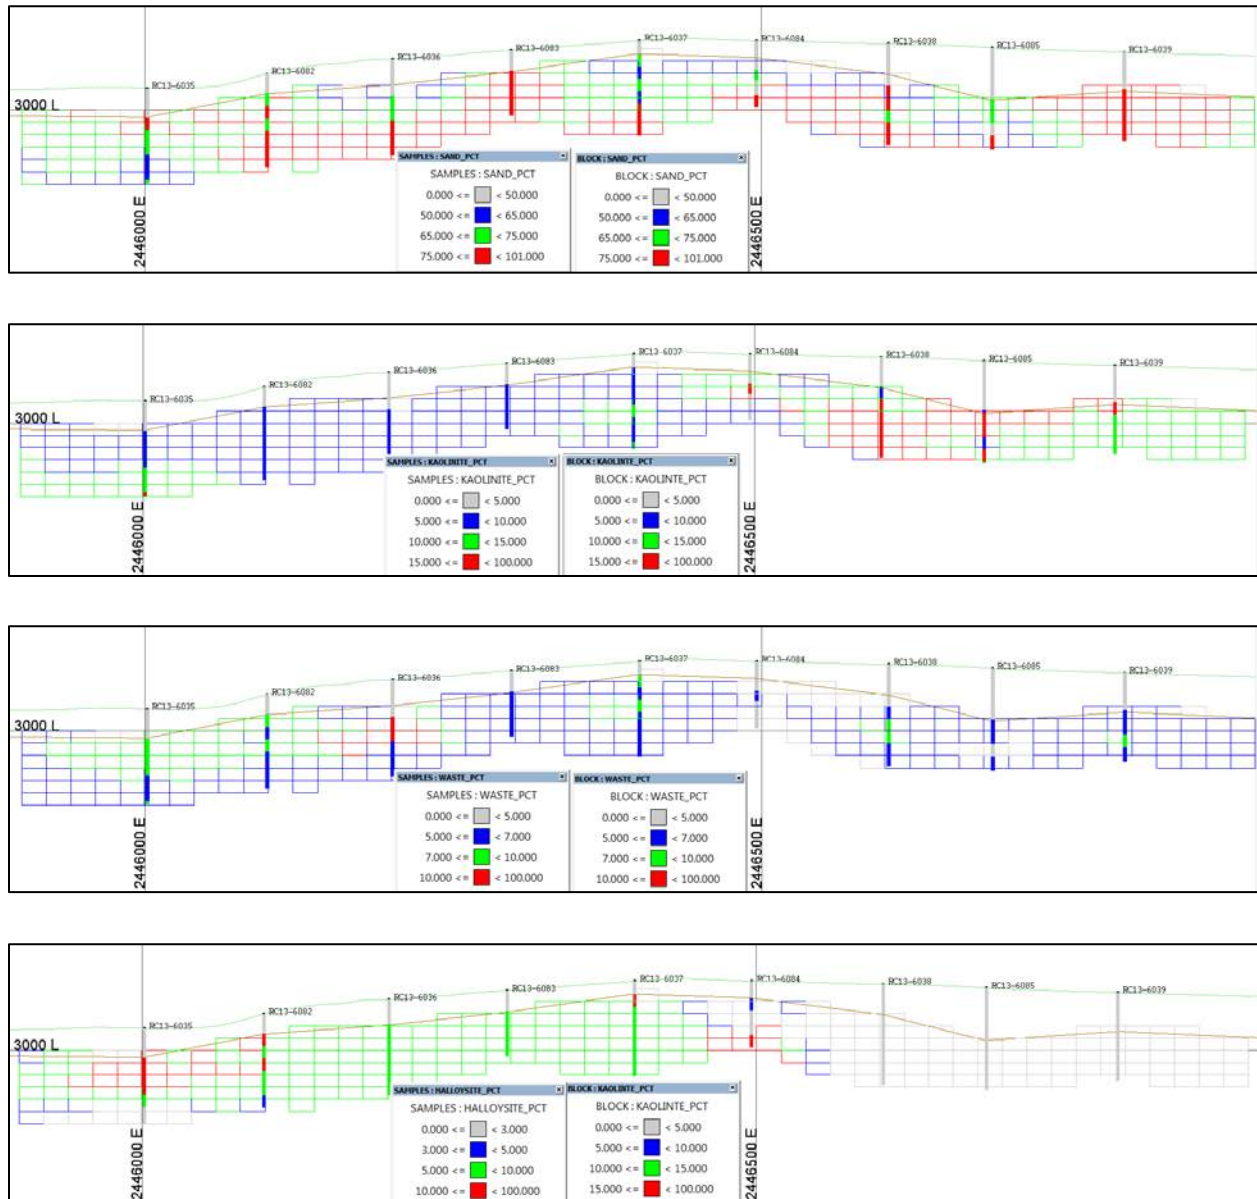 RC13-6035 RC13-6082 RC13-6036 RC13-6083 RC13-6037 RC13-6084 RC13-6038 RC13-6085 RC13-6039
3000 L
2446000 E
2446500 E
SAMPLES : SAND_PCT BLOCK : SAND_PCT
SAMPLES : SAND_PCT BLOCK : SAND_PCT
0.000 <= < 50.000 0.000 <= < 50.000
50.000 <= < 65.000 50.000 <= < 65.000
65.000 <= < 75.000 65.000 <= < 75.000
75.000 <= < 101.000 75.000 <= < 101.000
RC13-6035 RC13-6082 RC13-6036 RC13-6083 RC13-6037 RC13-6084 RC13-6038 RC13-6085 RC13-6039
3000 L
2446000 E
2446500 E
SAMPLES : KAOLINITE_PCT BLOCK : KAOLINTE_PCT
SAMPLES : KAOLINITE_PCT BLOCK : KAOLINTE_PCT
0.000 <= < 5.000 0.000 <= < 5.000
5.000 <= < 10.000 5.000 <= < 10.000
10.000 <= < 15.000 10.000 <= < 15.000
15.000 <= < 100.000 15.000 <= < 100.000
RC13-6035 RC13-6082 RC13-6036 RC13-6083 RC13-6037 RC13-6084 RC13-6038 RC13-6085 RC13-6039
3000 L
2446000 E
2446500 E
SAMPLES : WASTE_PCT BLOCK : WASTE_PCT
SAMPLES : WASTE_PCT BLOCK : WASTE_PCT
0.000 <= < 5.000 0.000 <= < 5.000
5.000 <= < 7.000 5.000 <= < 7.000
7.000 <= < 10.000 7.000 <= < 10.000
10.000 <= < 100.000 10.000 <= < 100.000
RC13-6035 RC13-6082 RC13-6036 RC13-6083 RC13-6037 RC13-6084 RC13-6038 RC13-6085 RC13-6039
3000 L
2446000 E
2446500 E
SAMPLES : HALLOYSITE_PCT BLOCK : KAOLINTE_PCT
SAMPLES : HALLOYSITE_PCT BLOCK : KAOLINTE_PCT
0.000 <= < 3.000 0.000 <= < 5.000
3.000 <= < 5.000 5.000 <= < 10.000
5.000 <= < 10.000 10.000 <= < 15.000
10.000 <= < 100.000 15.000 <= < 100.000